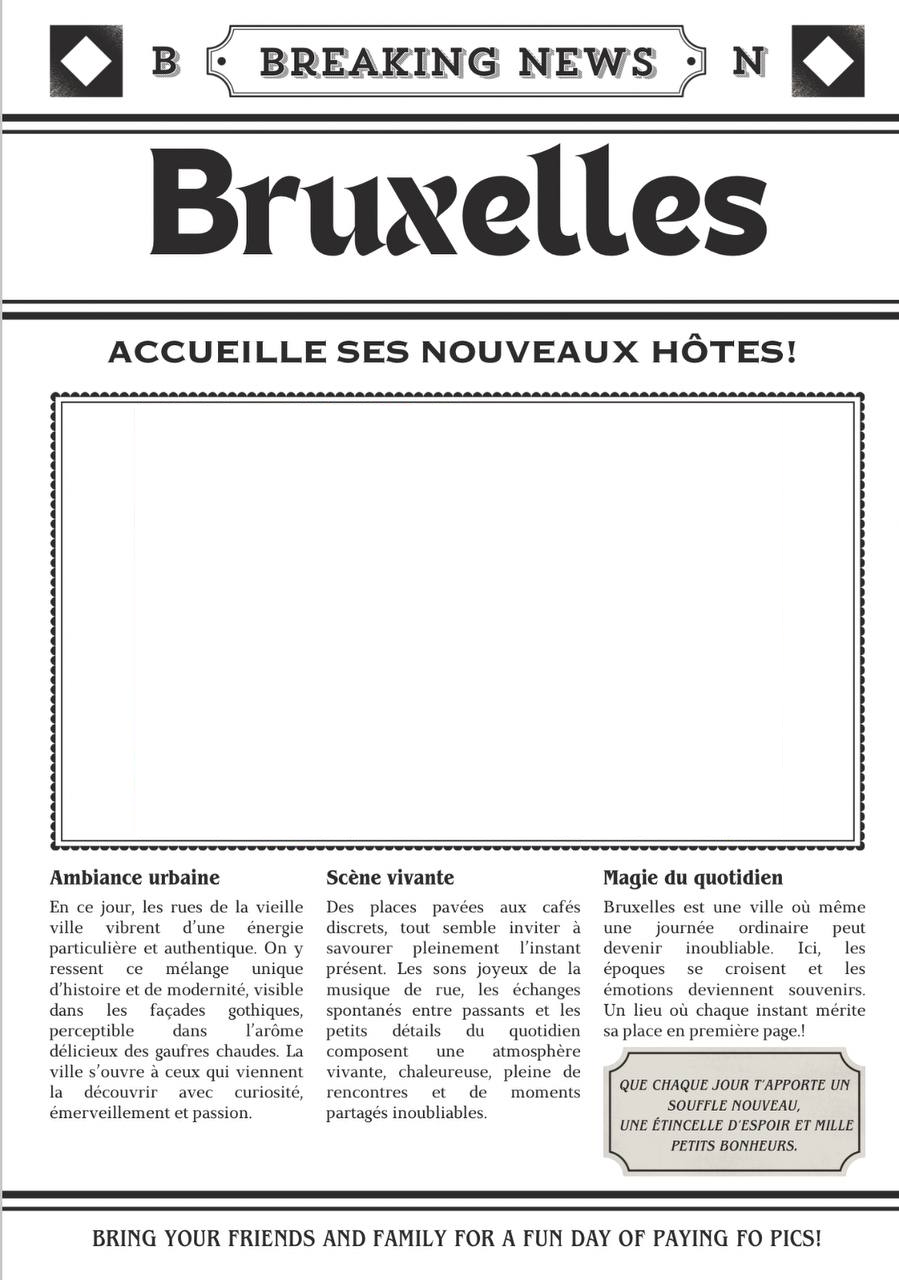 B BREAKING NEWS N
Bruxelles
ACCUEILLE SES NOUVEAUX HÔTES!
Ambiance urbaine
En ce jour, les rues de la vieille
ville vibrent d’une énergie
particulière et authentique. On y
ressent ce mélange unique
d’histoire et de modernité, visible
dans les façades gothiques,
perceptible dans l’arôme
délicieux des gaufres chaudes. La
ville s’ouvre à ceux qui viennent
la découvrir avec curiosité,
émerveillement et passion.
Scène vivante
Des places pavées aux cafés
discrets, tout semble inviter à
savourer pleinement l’instant
présent. Les sons joyeux de la
musique de rue, les échanges
spontanés entre passants et les
petits détails du quotidien
composent une atmosphère
vivante, chaleureuse, pleine de
rencontres et de moments
partagés inoubliables.
Magie du quotidien
Bruxelles est une ville où même
une journée ordinaire peut
devenir inoubliable. Ici, les
époques se croisent et les
émotions deviennent souvenirs.
Un lieu où chaque instant mérite
sa place en première page.!
QUE CHAQUE JOUR T’APPORTE UN
SOUFFLE NOUVEAU,
UNE ÉTINCELLE D’ESPOIR ET MILLE
PETITS BONHEURS.
BRING YOUR FRIENDS AND FAMILY FOR A FUN DAY OF PAYING FO PICS!